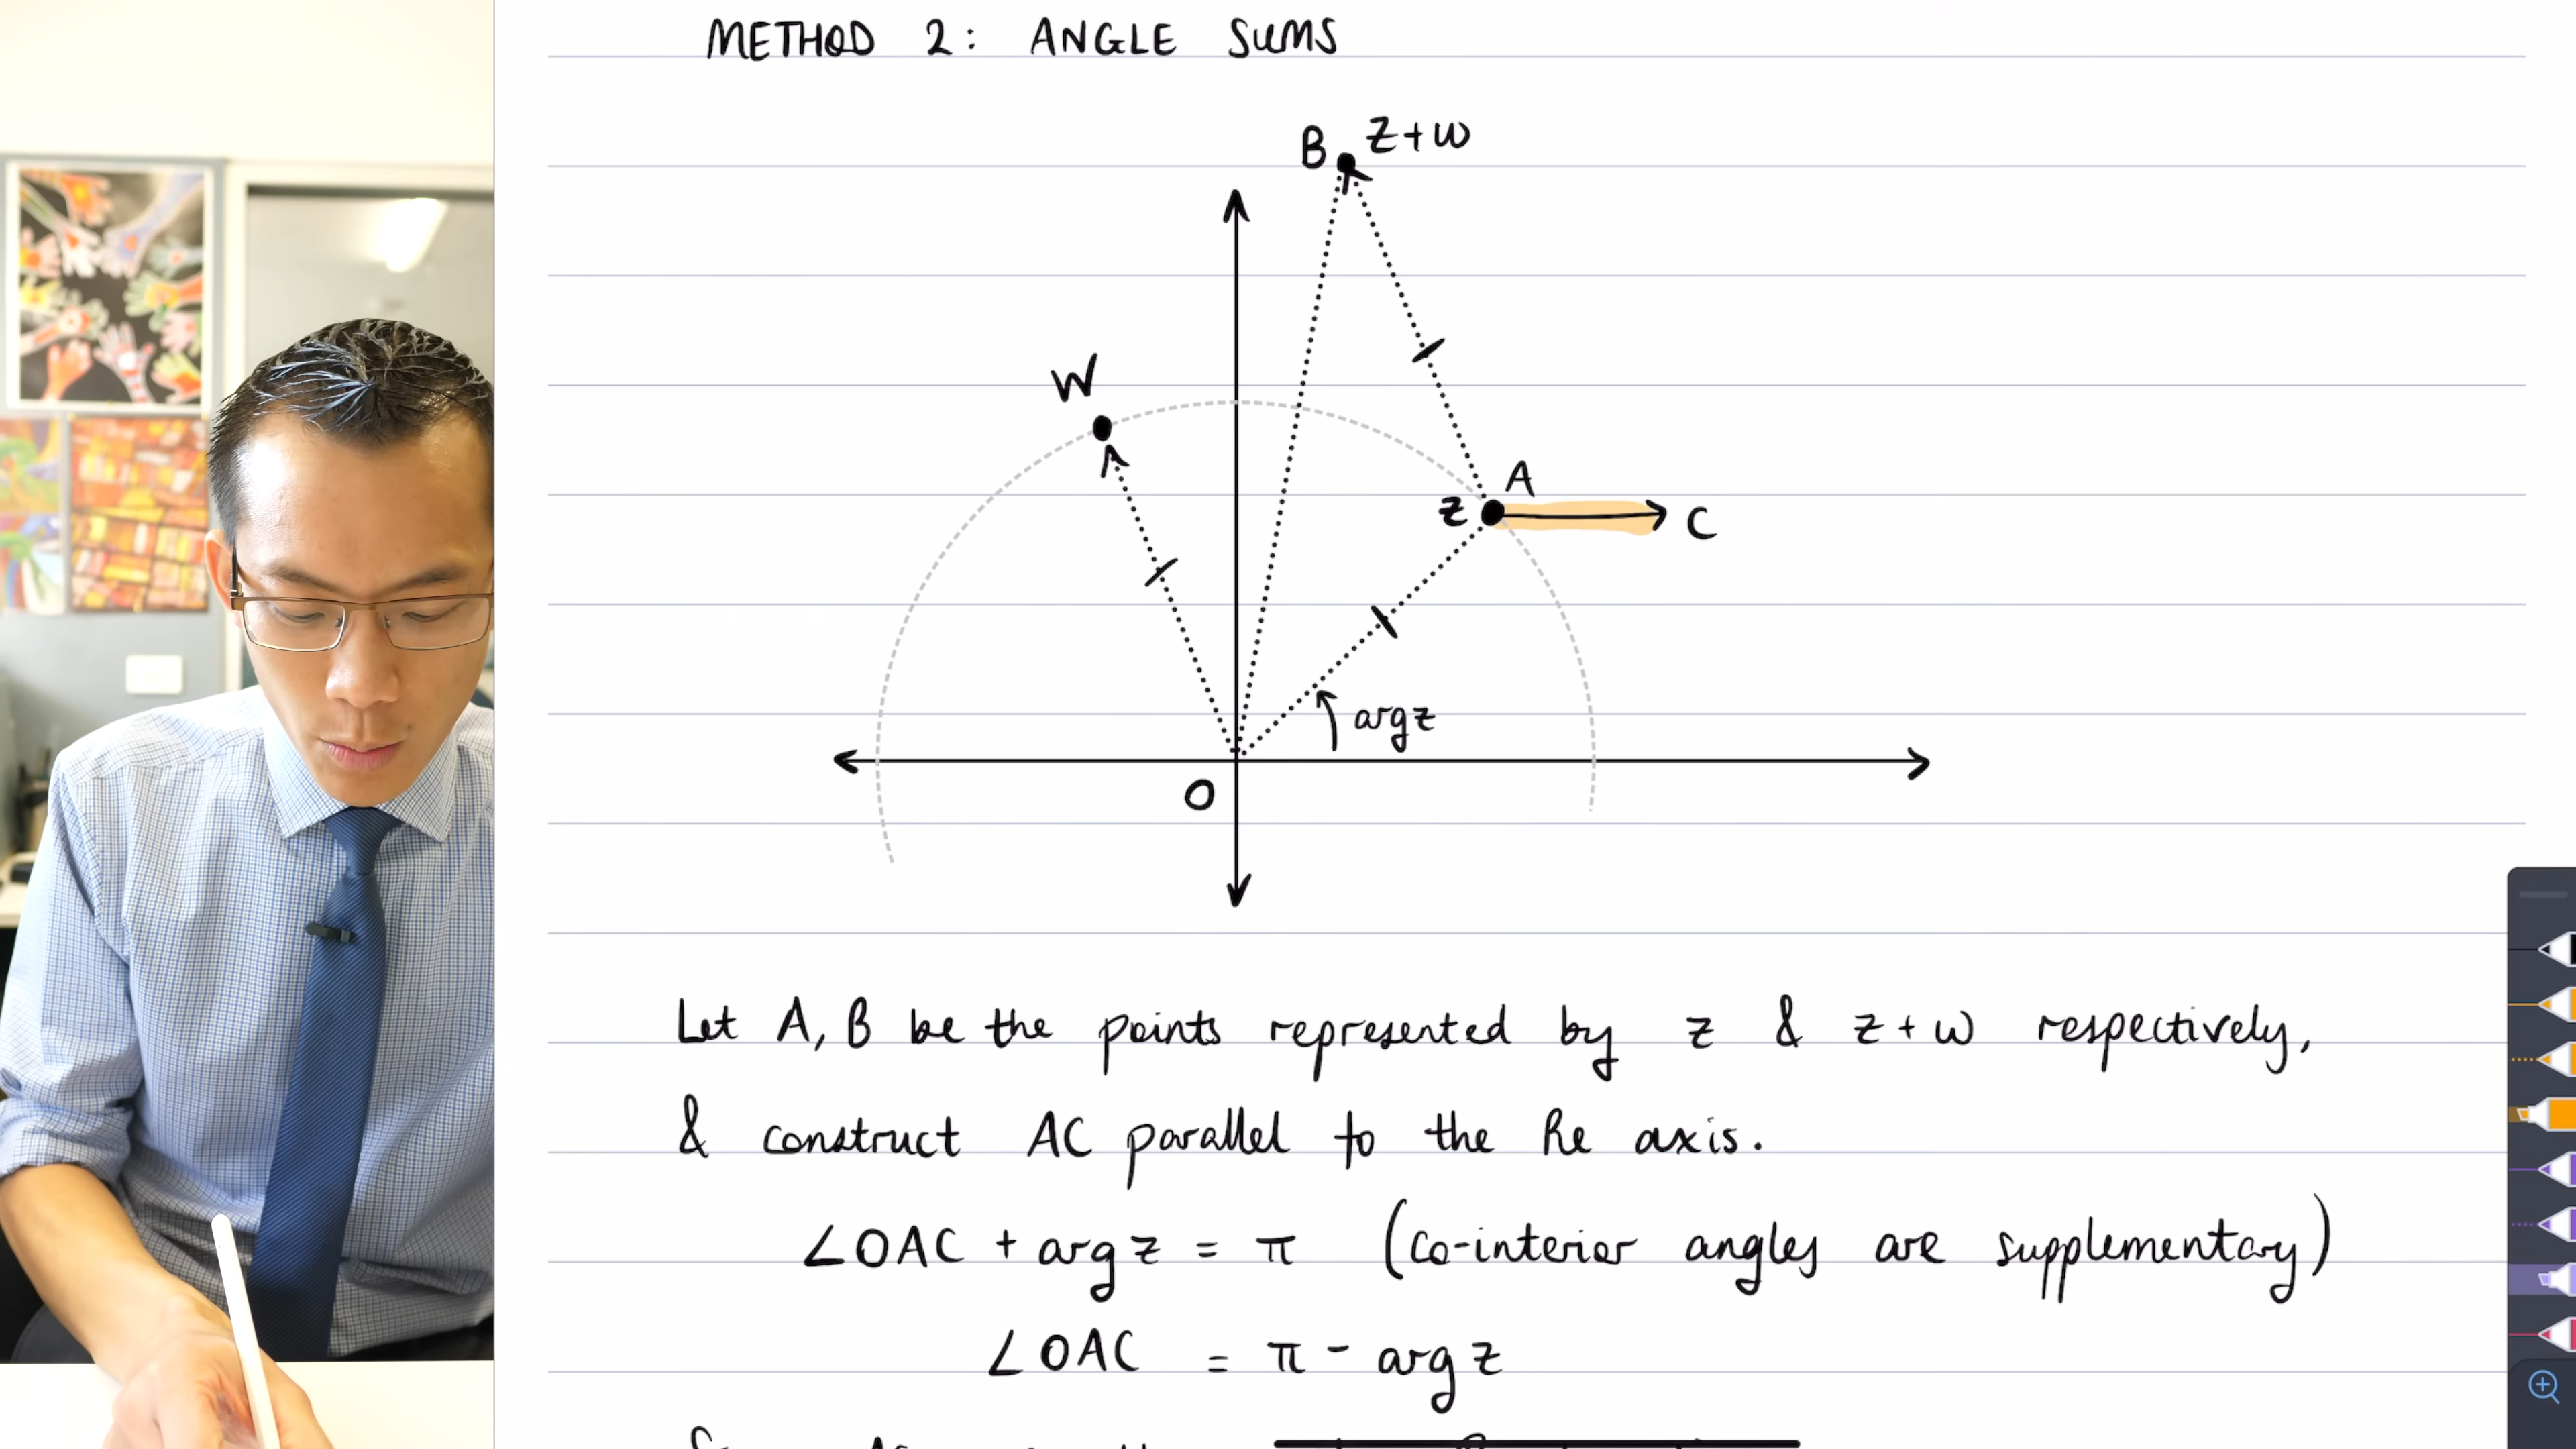 METHOD 2: ANGLE SUMS
B z+w
W
A
z
C
arg z
O
Let A, B be the points represented by z & z+w respectively,
& construct AC parallel to the Re axis.
∠OAC + arg z = π (co-interior angles are supplementary)
∠OAC = π - arg z